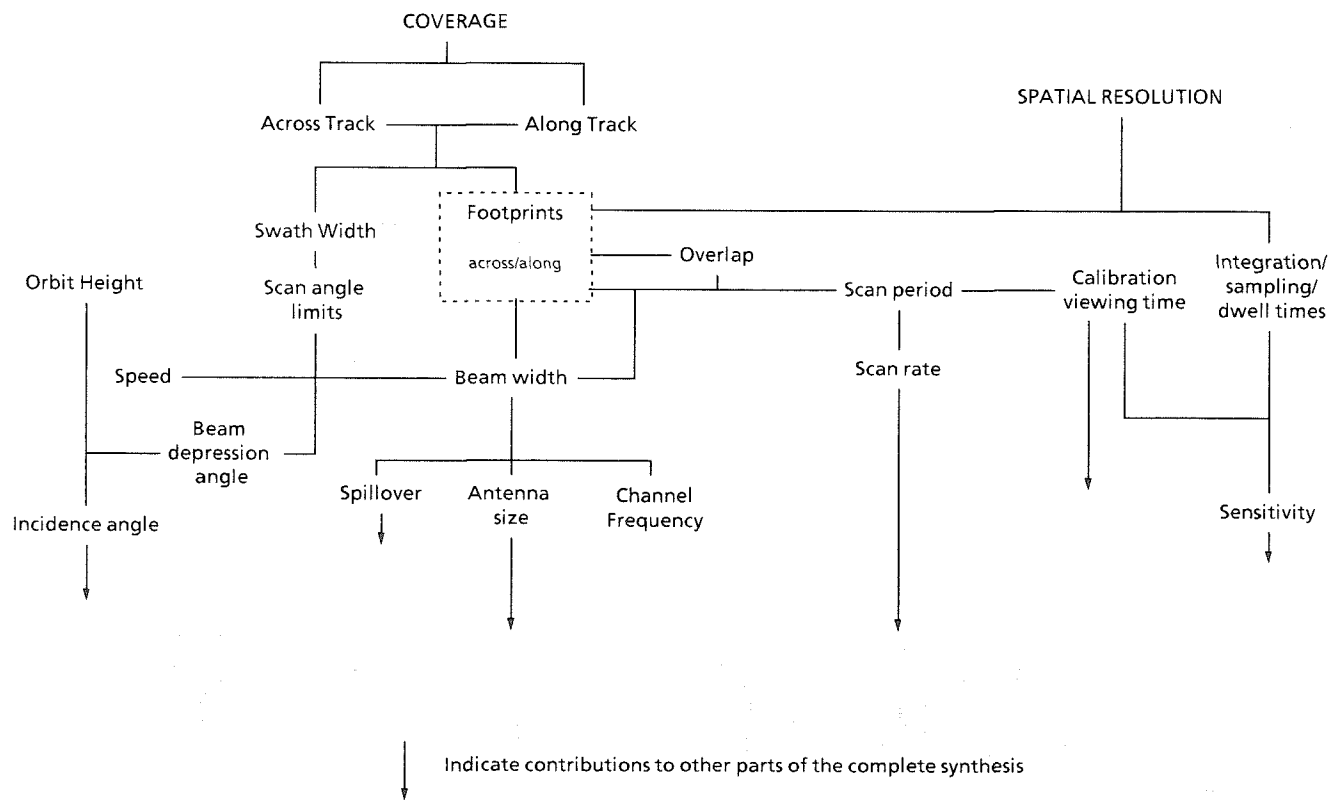 COVERAGE
SPATIAL RESOLUTION
Across Track
Along Track
Footprints
Swath Width
across/along
Overlap
Orbit Height
Scan angle
limits
Scan period
Calibration
viewing time
Integration/
sampling/
dwell times
Speed
Beam width
Scan rate
Beam
depression
angle
Spillover
Antenna
size
Channel
Frequency
Incidence angle
Sensitivity
Indicate contributions to other parts of the complete synthesis